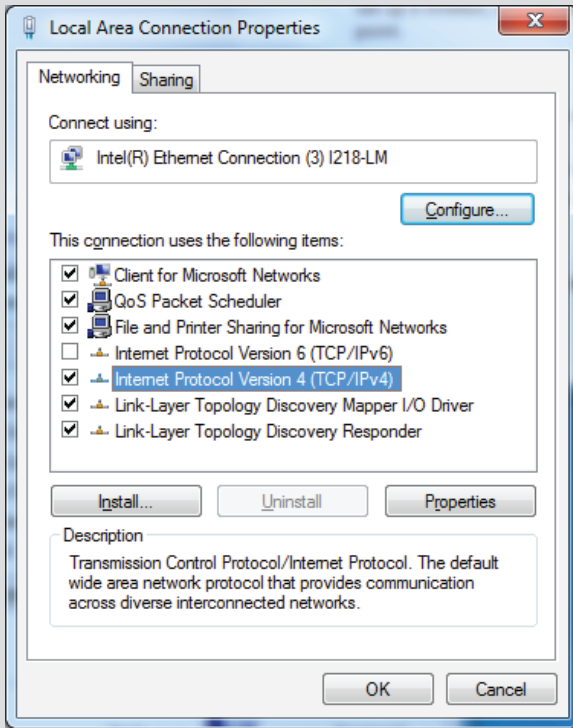 Local Area Connection Properties
Networking
Sharing
Connect using:
Intel(R) Ethernet Connection (3) I218-LM
Configure...
This connection uses the following items:
Client for Microsoft Networks
QoS Packet Scheduler
File and Printer Sharing for Microsoft Networks
Internet Protocol Version 6 (TCP/IPv6)
Internet Protocol Version 4 (TCP/IPv4)
Link-Layer Topology Discovery Mapper I/O Driver
Link-Layer Topology Discovery Responder
Install...
Uninstall
Properties
Description
Transmission Control Protocol/Internet Protocol. The default
wide area network protocol that provides communication
across diverse interconnected networks.
OK
Cancel